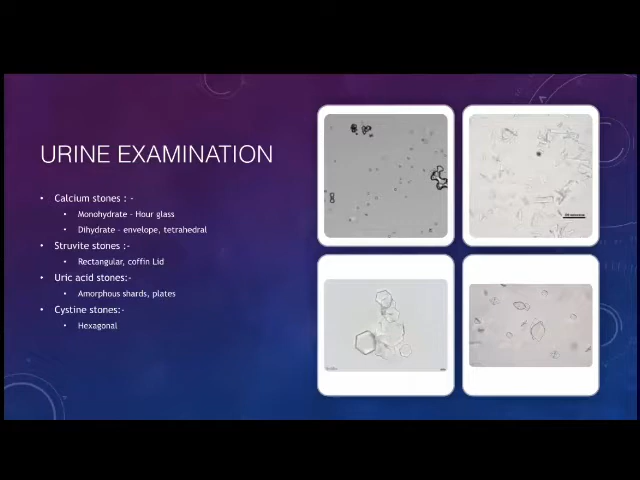 URINE EXAMINATION
• Calcium stones : -
• Monohydrate – Hour glass
• Dihydrate – envelope, tetrahedral
• Struvite stones :-
• Rectangular, coffin Lid
• Uric acid stones:-
• Amorphous shards, plates
• Cystine stones:-
• Hexagonal